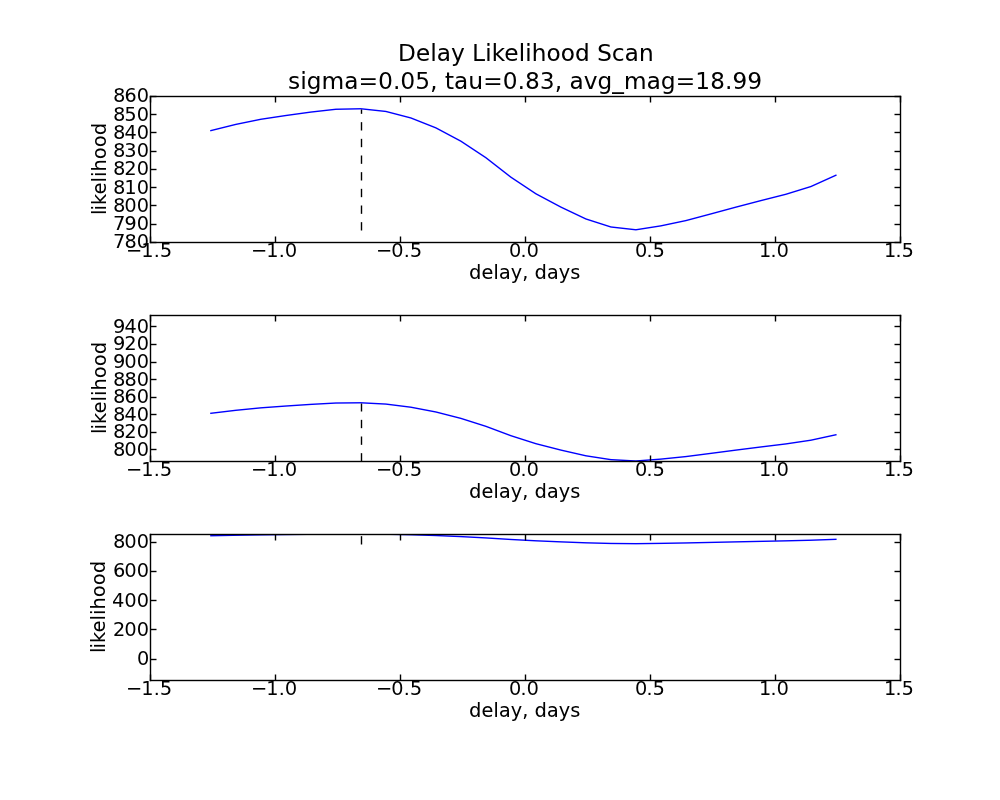 Delay Likelihood Scan
sigma=0.05, tau=0.83, avg_mag=18.99
860
850
840
830
820
810
800
790
780
likelihood
−1.5 −1.0 −0.5 0.0 0.5 1.0 1.5
delay, days
940
920
900
880
860
840
820
800
likelihood
−1.5 −1.0 −0.5 0.0 0.5 1.0 1.5
delay, days
800
600
400
200
0
likelihood
−1.5 −1.0 −0.5 0.0 0.5 1.0 1.5
delay, days